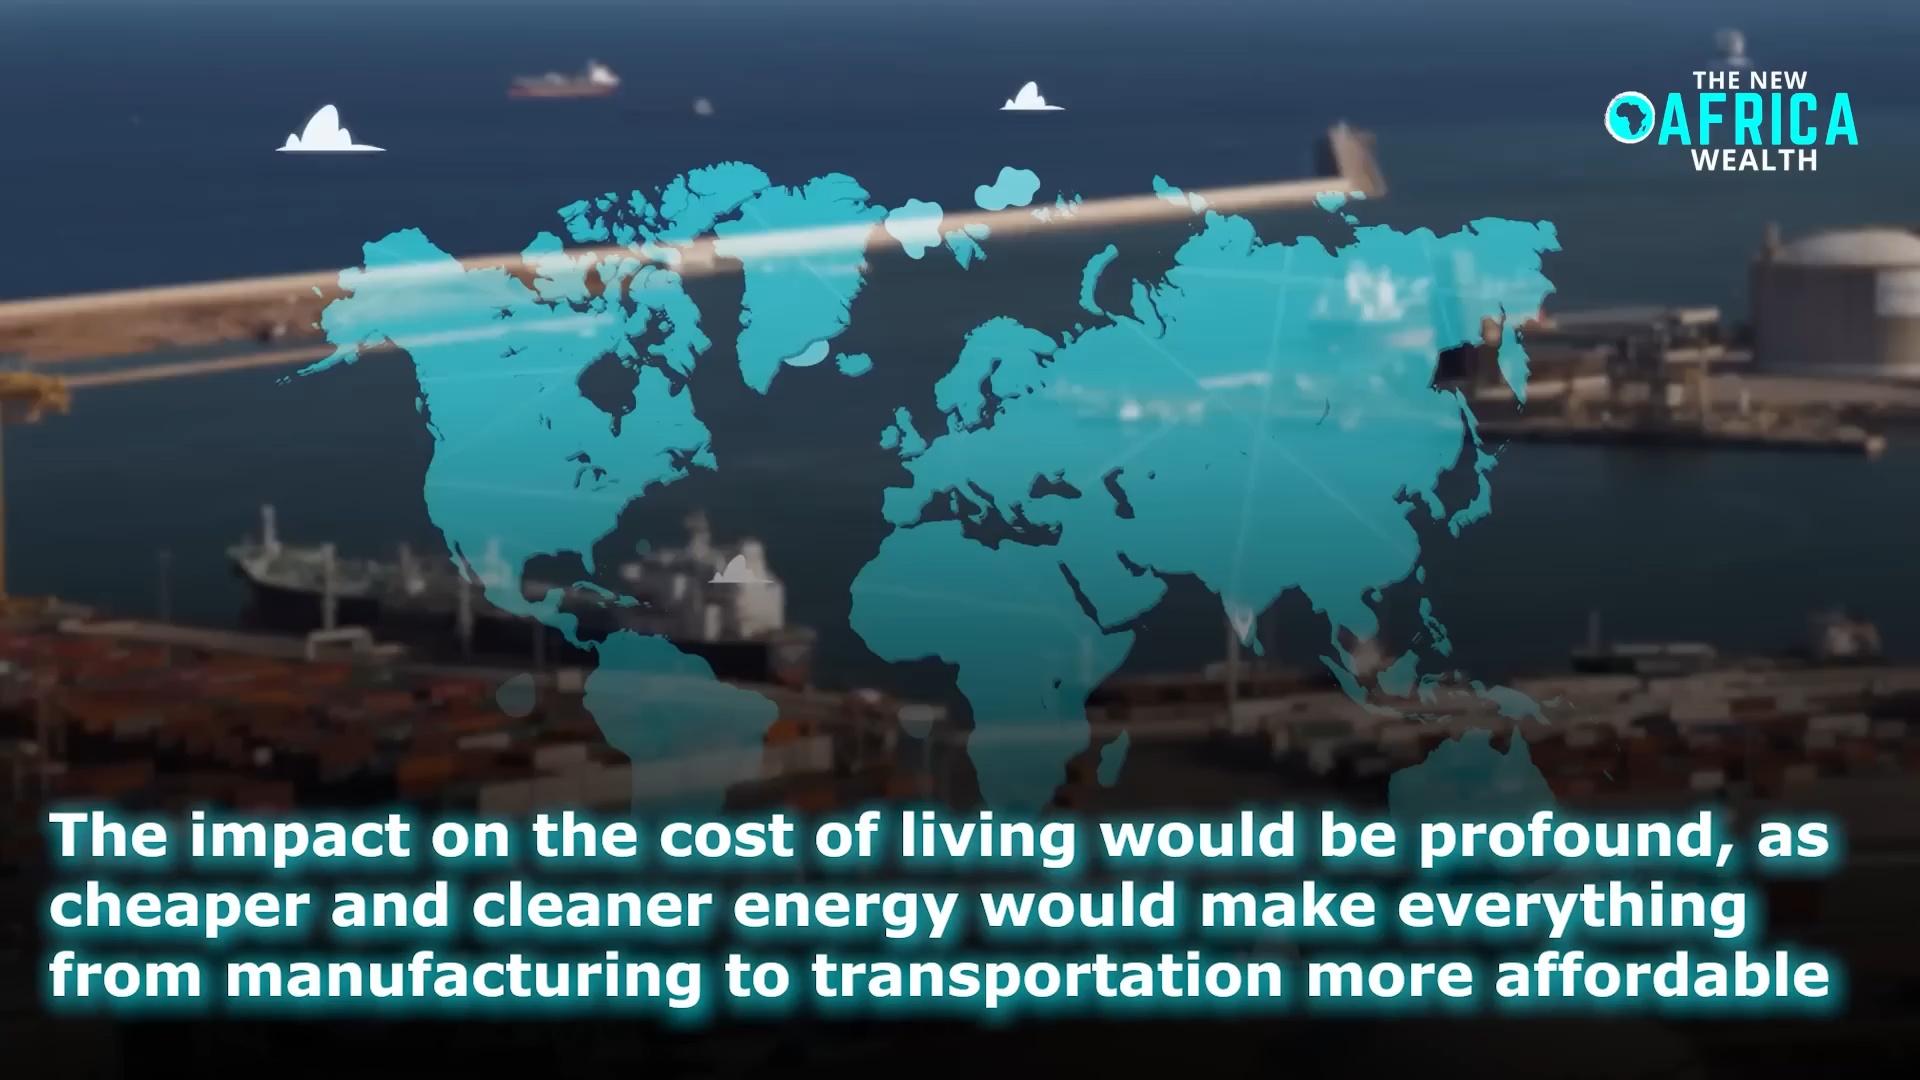 THE NEW
AFRICA
WEALTH
The impact on the cost of living would be profound, as
cheaper and cleaner energy would make everything
from manufacturing to transportation more affordable